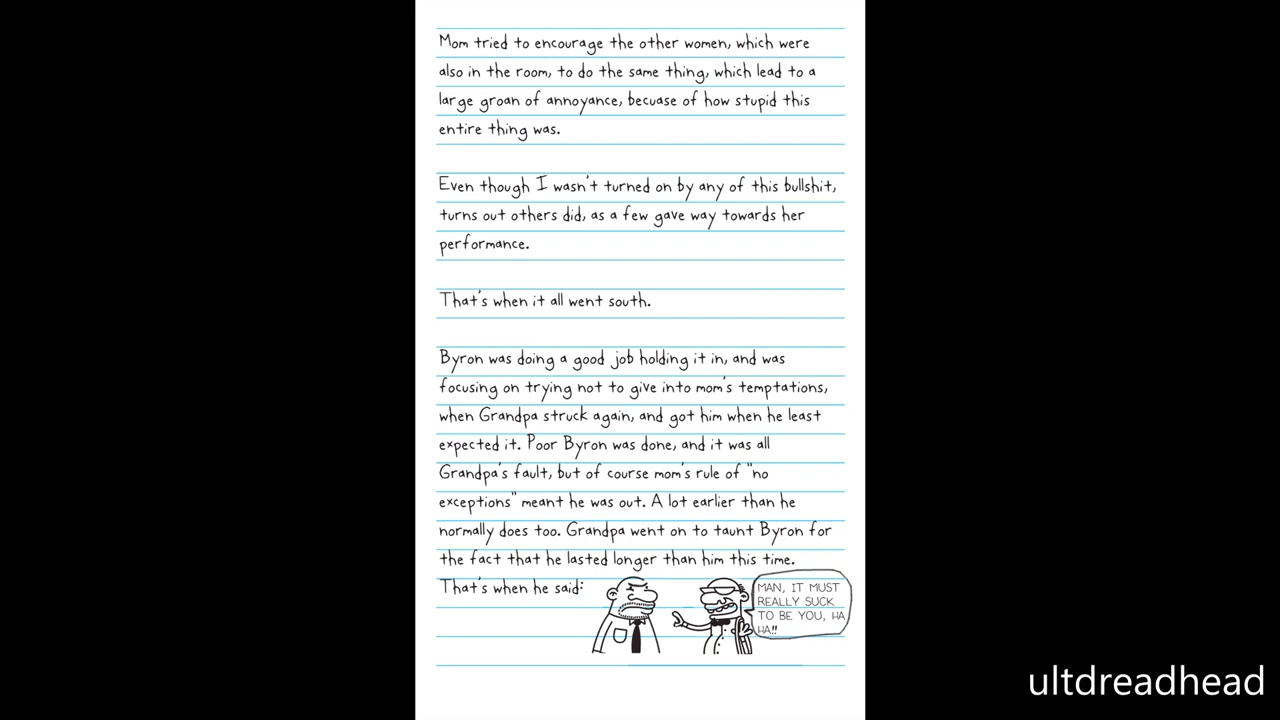 Mom tried to encourage the other women, which were
also in the room, to do the same thing, which lead to a
large groan of annoyance, becuase of how stupid this
entire thing was.
Even though I wasn't turned on by any of this bullshit,
turns out others did, as a few gave way towards her
performance.
That's when it all went south.
Byron was doing a good job holding it in, and was
focusing on trying not to give into mom's temptations,
when Grandpa struck again, and got him when he least
expected it. Poor Byron was done, and it was all
Grandpa's fault, but of course mom's rule of "no
exceptions" meant he was out. A lot earlier than he
normally does too. Grandpa went on to taunt Byron for
the fact that he lasted longer than him this time.
That's when he said:
MAN, IT MUST
REALLY SUCK
TO BE YOU, HA
HA!!
ultdreadhead